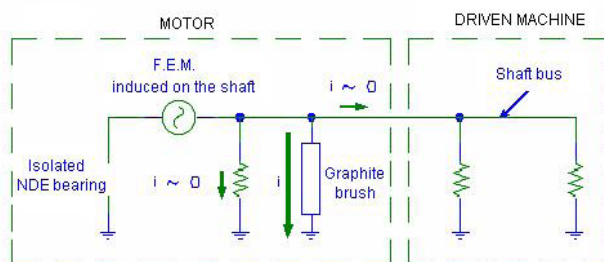 MOTOR
DRIVEN MACHINE
F.E.M.
induced on the shaft
i ~ 0
Shaft bus
Isolated
NDE bearing
i ~ 0
i
Graphite
brush